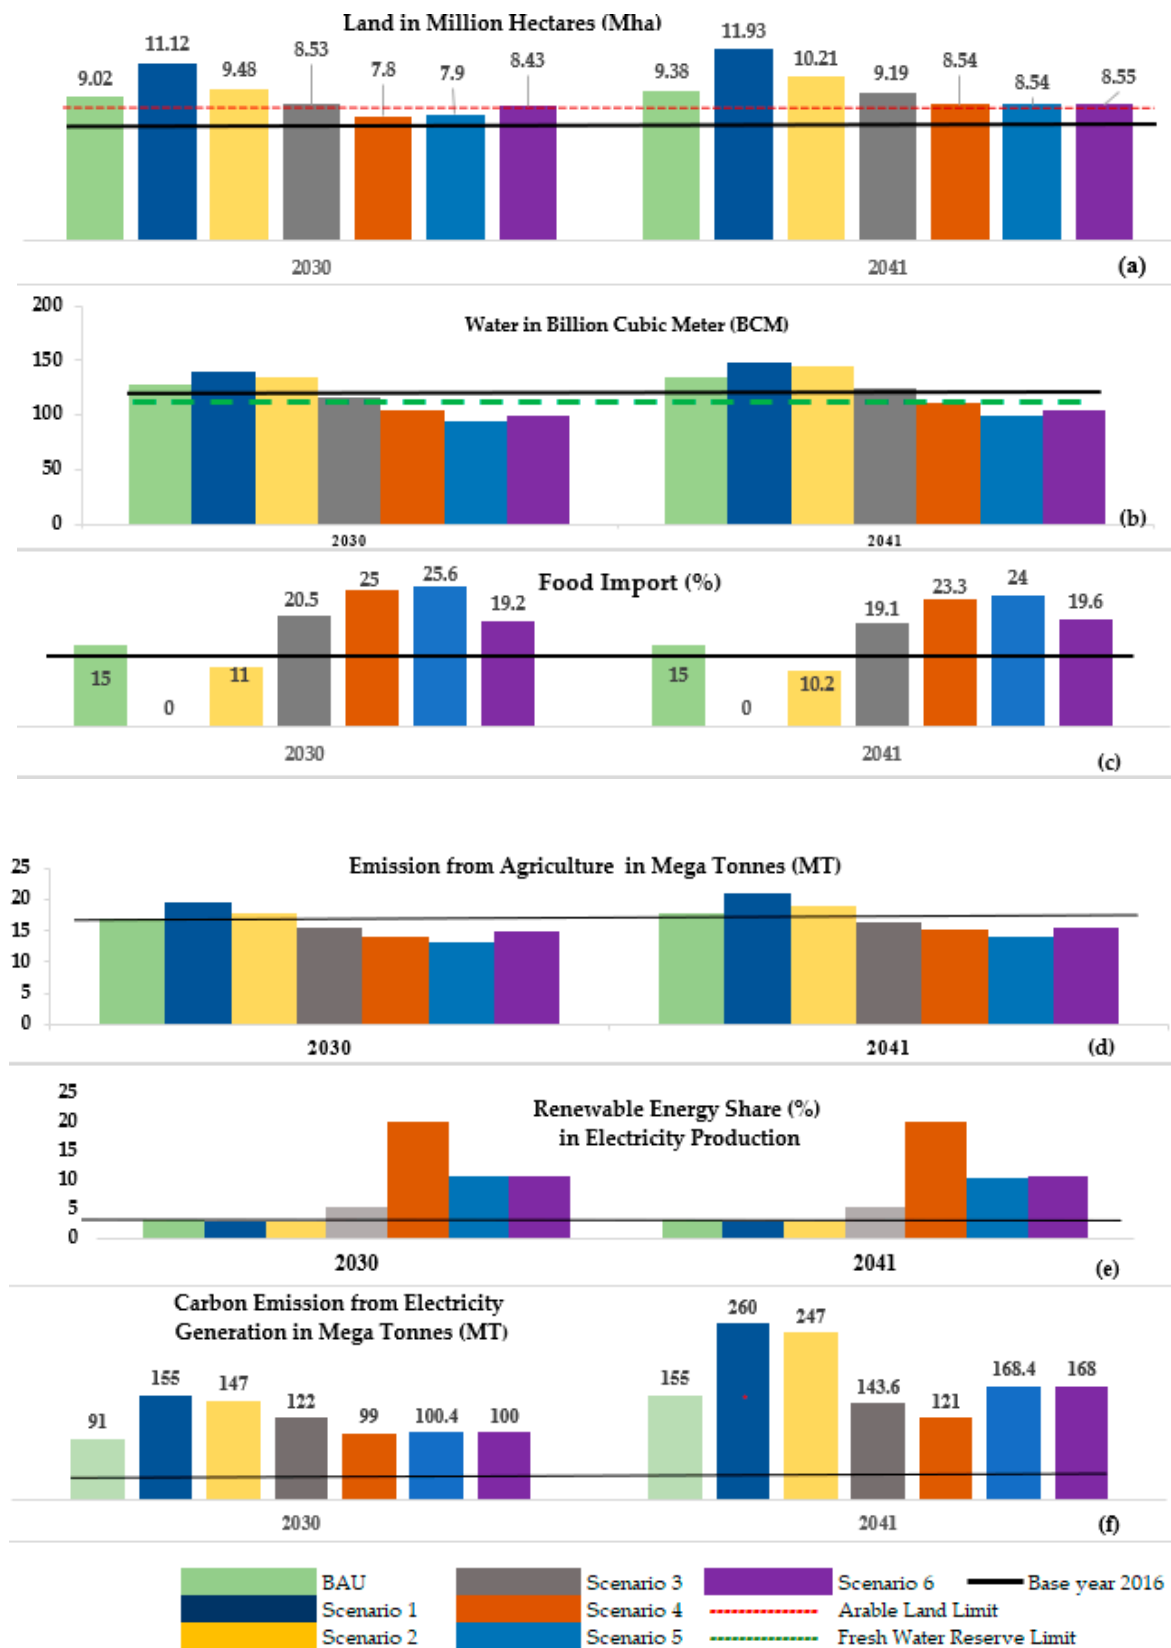 Land in Million Hectares (Mha)
9.02 11.12 9.48 8.53 7.8 7.9 8.43 9.38 11.93 10.21 9.19 8.54 8.54 8.55
2030 2041 (a)
Water in Billion Cubic Meter (BCM)
200
150
100
50
0
2030 2041 (b)
Food Import (%)
15 0 11 20.5 25 25.6 19.2 15 0 10.2 19.1 23.3 24 19.6
2030 2041 (c)
Emission from Agriculture in Mega Tonnes (MT)
25
20
15
10
5
0
2030 2041 (d)
Renewable Energy Share (%)
in Electricity Production
25
20
15
10
5
0
2030 2041 (e)
Carbon Emission from Electricity
Generation in Mega Tonnes (MT)
91 155 147 122 99 100.4 100 155 260 247 143.6 121 168.4 168
2030 2041 (f)
BAU Scenario 3 Scenario 6 Base year 2016
Scenario 1 Scenario 4 Arable Land Limit
Scenario 2 Scenario 5 Fresh Water Reserve Limit